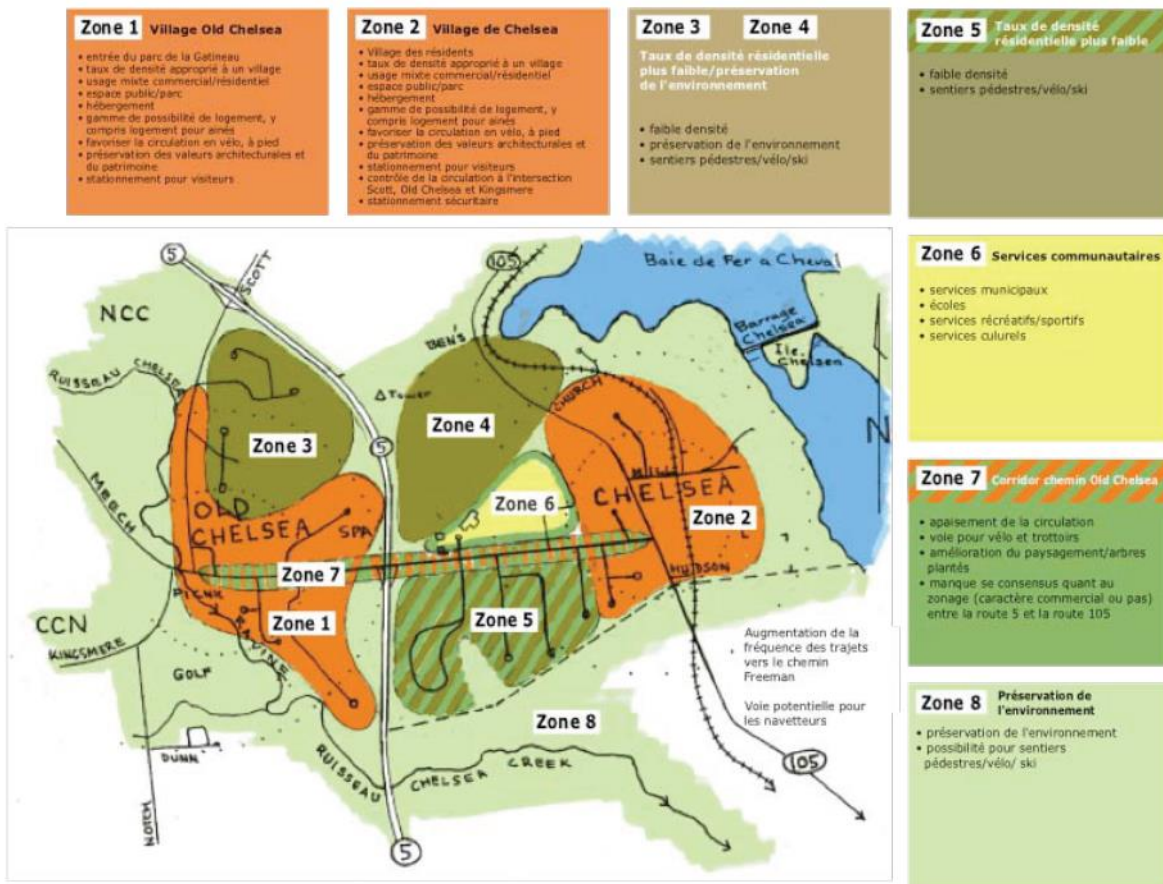 Zone 1 Village Old Chelsea
• entrée du parc de la Gatineau
• taux de densité approprié à un village
• usage mixte commercial/résidentiel
• espace public/parc
• hébergement
• gamme de possibilité de logement, y
compris logement pour ainés
• favoriser la circulation en vélo, à pied
• préservation des valeurs architecturales et
du patrimoine
• stationnement pour visiteurs
Zone 2 Village de Chelsea
• Village des résidents
• taux de densité approprié à un village
• usage mixte commercial/résidentiel
• espace public/parc
• hébergement
• gamme de possibilité de logement, y
compris logement pour ainés
• favoriser la circulation en vélo, à pied
• préservation des valeurs architecturales et
du patrimoine
• stationnement pour visiteurs
• contrôle de la circulation à l'intersection
Scott, Old Chelsea et Kingsmere
• stationnement sécuritaire
Zone 3 Zone 4
Taux de densité résidentielle
plus faible/préservation
de l'environnement
• faible densité
• préservation de l'environnement
• sentiers pédestres/vélo/ski
Zone 5 Taux de densité
résidentielle plus faible
• faible densité
• sentiers pédestres/vélo/ski
Zone 6 Services communautaires
• services municipaux
• écoles
• services récréatifs/sportifs
• services culurels
Zone 7 Corridor chemin Old Chelsea
• apaisement de la circulation
• voie pour vélo et trottoirs
• amélioration du paysagement/arbres
plantés
• manque se consensus quant au
zonage (caractère commercial ou pas)
entre la route 5 et la route 105
Zone 8 Préservation de
l'environnement
• préservation de l'environnement
• possibilité pour sentiers
pédestres/vélo/ ski
5
SCOTT
105
Baie de Fer a Cheval
NCC
BEN'S
Barrage
Chelsea
Ile
Chelsea
RUISSEAU CHELSEA
Tower
CHURCH
Zone 3
5
Zone 4
N
MEECH
MILL
OLD
CHELSEA
SPA
Zone 6
CHELSEA
Zone 2
Zone 7
HUDSON
PICNIC
Zone 1
Zone 5
CCN
KINGSMERE
RAVINE
GOLF
Augmentation de la
fréquence des trajets
vers le chemin
Freeman
Voie potentielle pour
les navetteurs
Zone 8
DUNN
RUISSEAU CHELSEA CREEK
105
NOTCH
5